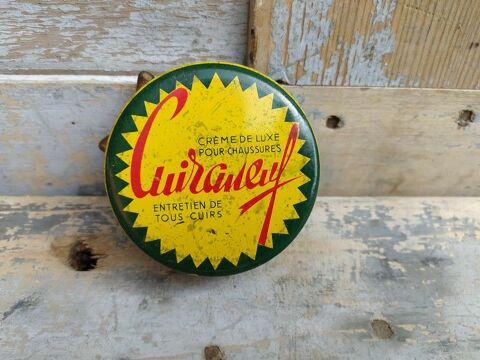 CRÈME DE LUXE
POUR CHAUSSURES
Cuiraneuf
ENTRETIEN DE
TOUS CUIRS